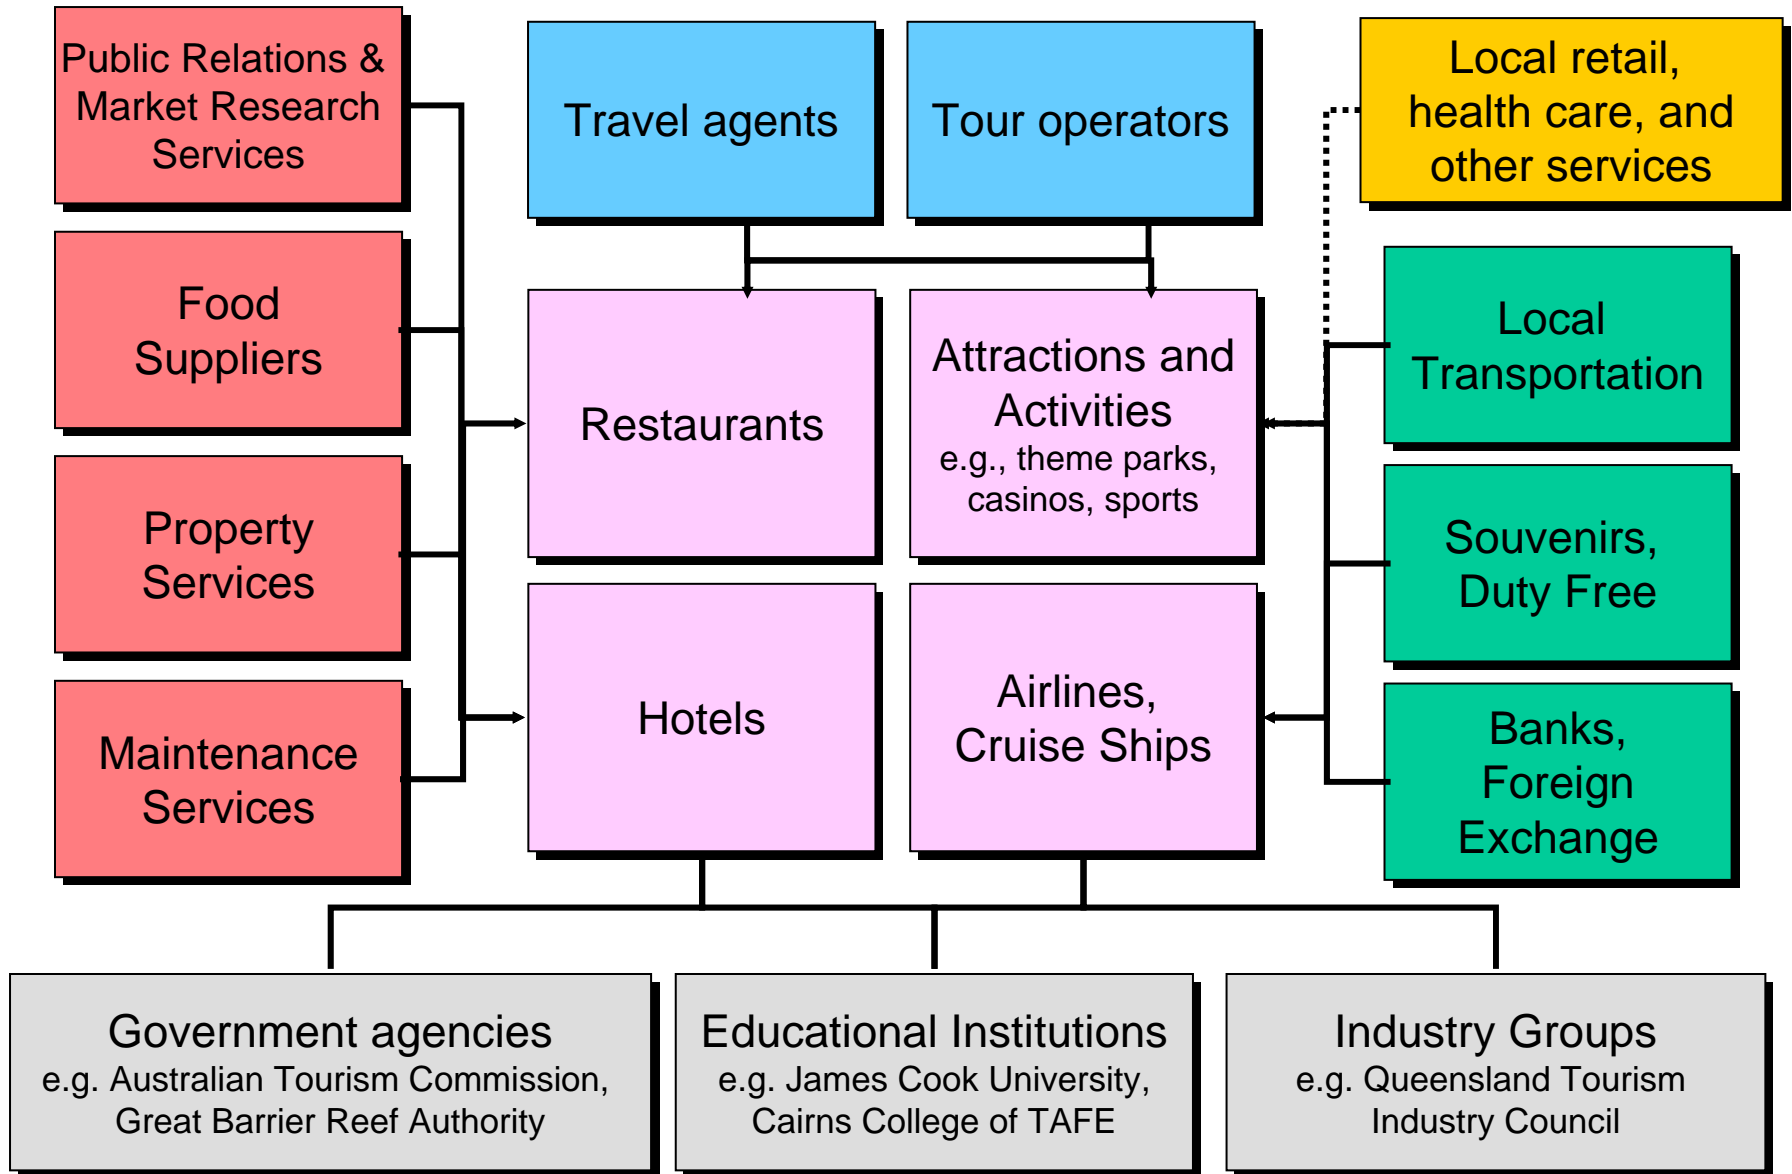 Public Relations &
Market Research
Services
Travel agents
Tour operators
Local retail,
health care, and
other services
Food
Suppliers
Restaurants
Attractions and
Activities
e.g., theme parks,
casinos, sports
Local
Transportation
Property
Services
Souvenirs,
Duty Free
Maintenance
Services
Hotels
Airlines,
Cruise Ships
Banks,
Foreign
Exchange
Government agencies
e.g. Australian Tourism Commission,
Great Barrier Reef Authority
Educational Institutions
e.g. James Cook University,
Cairns College of TAFE
Industry Groups
e.g. Queensland Tourism
Industry Council